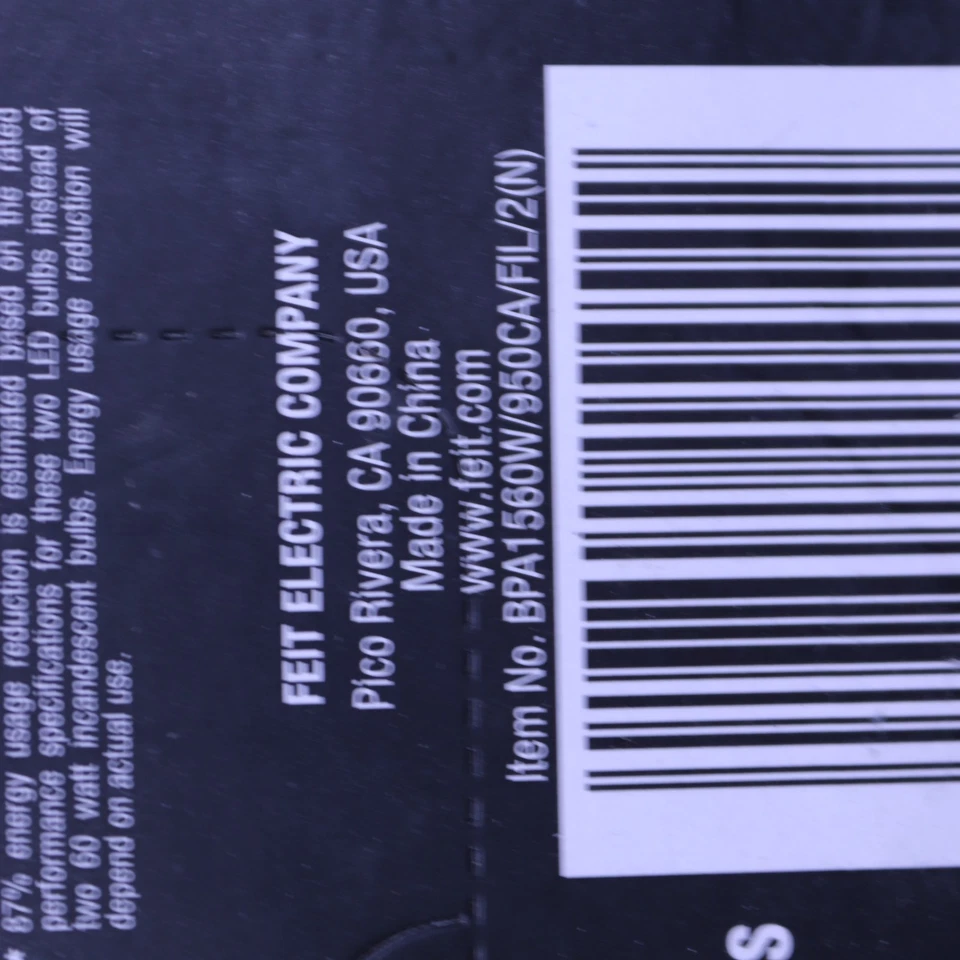 * 87% energy usage reduction is estimated based on the rated
performance specifications for these two LED bulbs instead of
two 60 watt incandescent bulbs. Energy usage reduction will
depend on actual use.
FEIT ELECTRIC COMPANY
Pico Rivera, CA 90660, USA
Made in China
www.feit.com
Item No. BPA1560W/950CA/FIL/2(N)
S